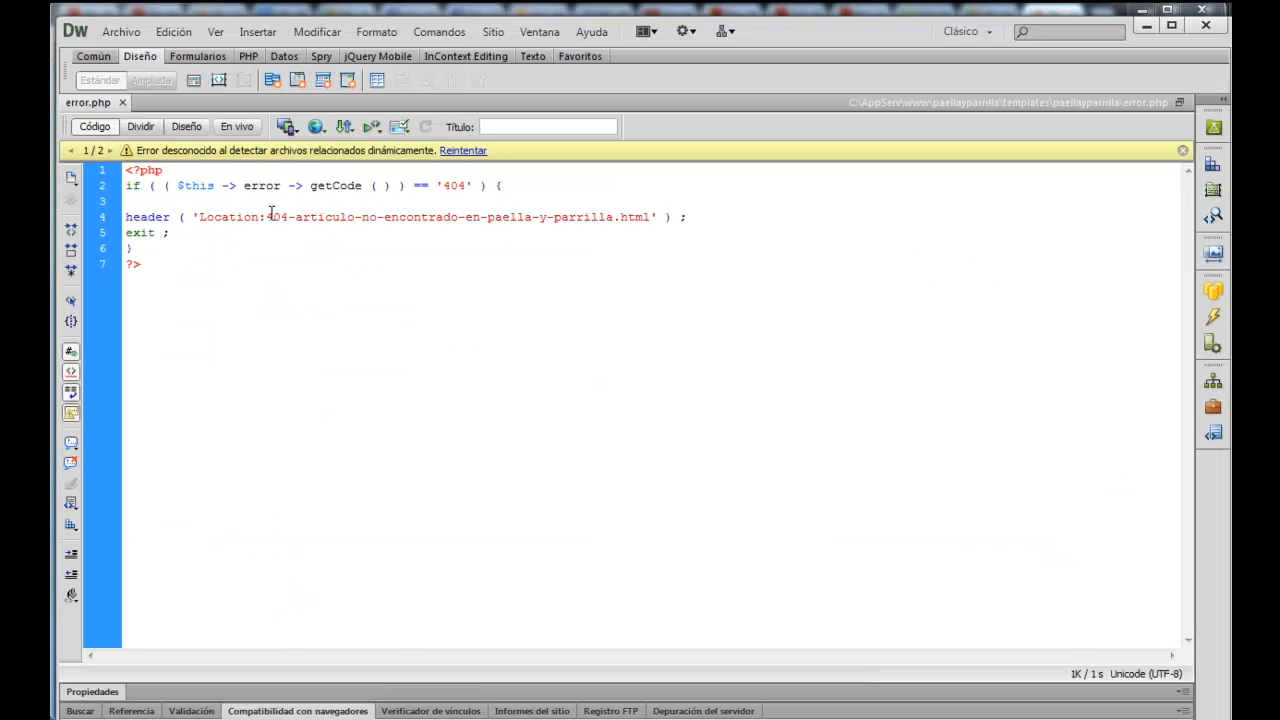 Dw Archivo Edición Ver Insertar Modificar Formato Comandos Sitio Ventana Ayuda Clásico
Común Diseño Formularios PHP Datos Spry jQuery Mobile InContext Editing Texto Favoritos
Estándar Ampliada
error.php C:\AppServ\www\paellayparrilla\templates\paellayparrilla\error.php
Código Dividir Diseño En vivo Título:
1 / 2 Error desconocido al detectar archivos relacionados dinámicamente. Reintentar
1 <?php
2 if ( ( $this -> error -> getCode ( ) ) == '404' ) {
3
4 header ( 'Location:404-articulo-no-encontrado-en-paella-y-parrilla.html' ) ;
5 exit ;
6 }
7 ?>
1K / 1 s Unicode (UTF-8)
Propiedades
Buscar Referencia Validación Compatibilidad con navegadores Verificador de vínculos Informes del sitio Registro FTP Depuración del servidor